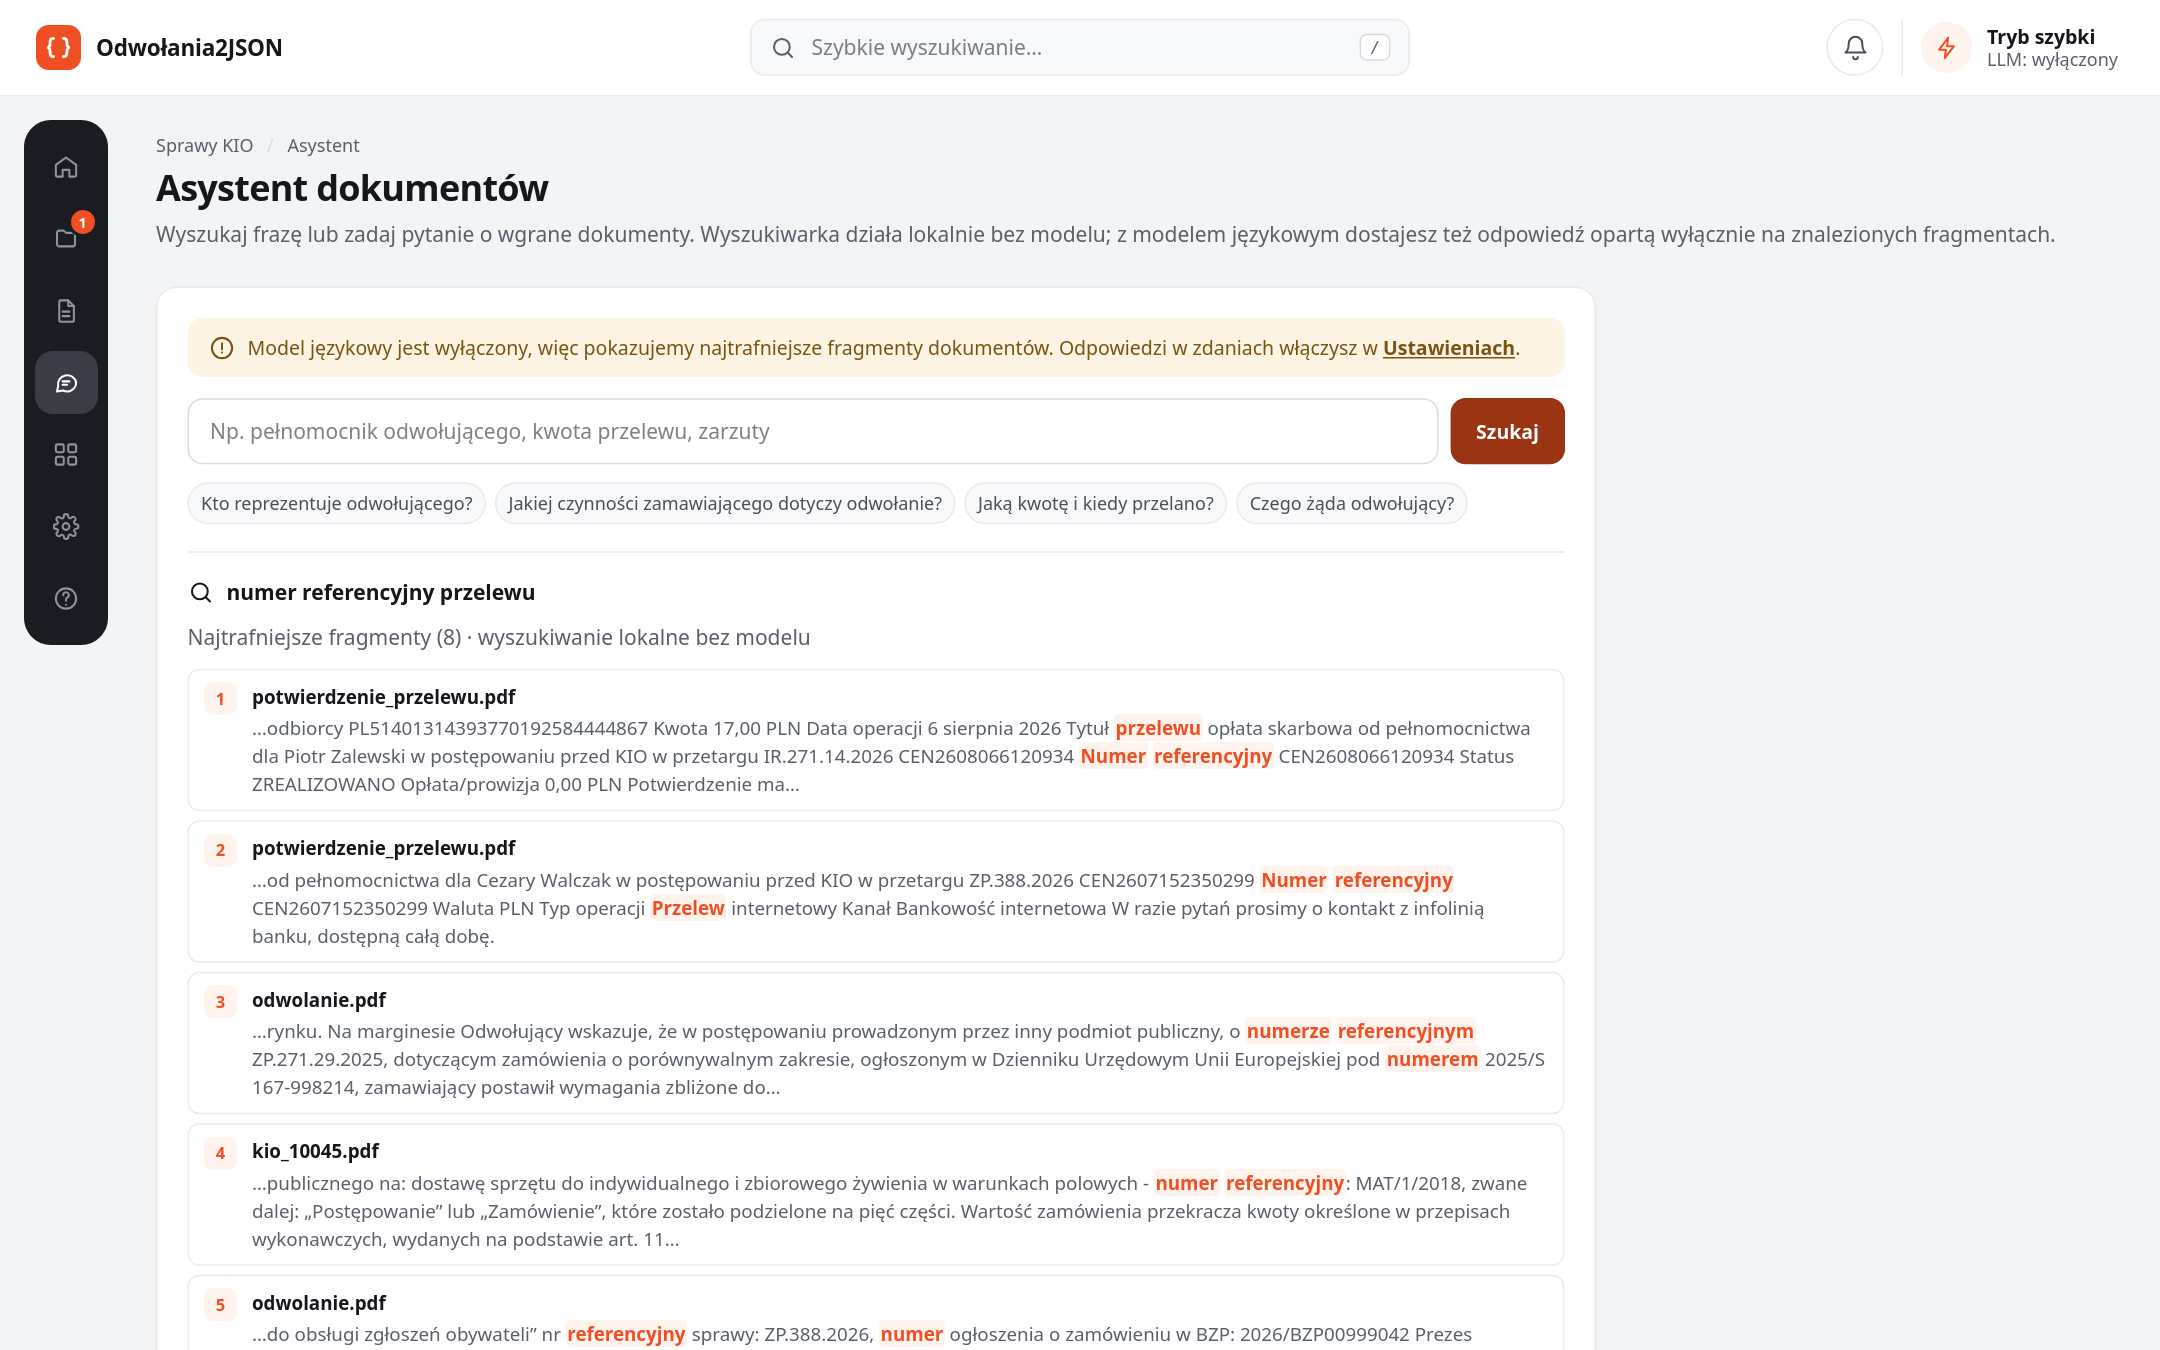 Odwołania2JSON
Szybkie wyszukiwanie...
/
Tryb szybki
LLM: wyłączony
1
Sprawy KIO / Asystent
Asystent dokumentów
Wyszukaj frazę lub zadaj pytanie o wgrane dokumenty. Wyszukiwarka działa lokalnie bez modelu; z modelem językowym dostajesz też odpowiedź opartą wyłącznie na znalezionych fragmentach.
Model językowy jest wyłączony, więc pokazujemy najtrafniejsze fragmenty dokumentów. Odpowiedzi w zdaniach włączysz w Ustawieniach.
Np. pełnomocnik odwołującego, kwota przelewu, zarzuty
Szukaj
Kto reprezentuje odwołującego?
Jakiej czynności zamawiającego dotyczy odwołanie?
Jaką kwotę i kiedy przelano?
Czego żąda odwołujący?
numer referencyjny przelewu
Najtrafniejsze fragmenty (8) · wyszukiwanie lokalne bez modelu
1 potwierdzenie_przelewu.pdf
...odbiorcy PL51401314393770192584444867 Kwota 17,00 PLN Data operacji 6 sierpnia 2026 Tytuł przelewu opłata skarbowa od pełnomocnictwa
dla Piotr Zalewski w postępowaniu przed KIO w przetargu IR.271.14.2026 CEN2608066120934 Numer referencyjny CEN2608066120934 Status
ZREALIZOWANO Opłata/prowizja 0,00 PLN Potwierdzenie ma...
2 potwierdzenie_przelewu.pdf
...od pełnomocnictwa dla Cezary Walczak w postępowaniu przed KIO w przetargu ZP.388.2026 CEN2607152350299 Numer referencyjny
CEN2607152350299 Waluta PLN Typ operacji Przelew internetowy Kanał Bankowość internetowa W razie pytań prosimy o kontakt z infolinią
banku, dostępną całą dobę.
3 odwolanie.pdf
...rynku. Na marginesie Odwołujący wskazuje, że w postępowaniu prowadzonym przez inny podmiot publiczny, o numerze referencyjnym
ZP.271.29.2025, dotyczącym zamówienia o porównywalnym zakresie, ogłoszonym w Dzienniku Urzędowym Unii Europejskiej pod numerem 2025/S
167-998214, zamawiający postawił wymagania zbliżone do...
4 kio_10045.pdf
...publicznego na: dostawę sprzętu do indywidualnego i zbiorowego żywienia w warunkach polowych - numer referencyjny: MAT/1/2018, zwane
dalej: „Postępowanie” lub „Zamówienie”, które zostało podzielone na pięć części. Wartość zamówienia przekracza kwoty określone w przepisach
wykonawczych, wydanych na podstawie art. 11...
5 odwolanie.pdf
...do obsługi zgłoszeń obywateli” nr referencyjny sprawy: ZP.388.2026, numer ogłoszenia o zamówieniu w BZP: 2026/BZP00999042 Prezes